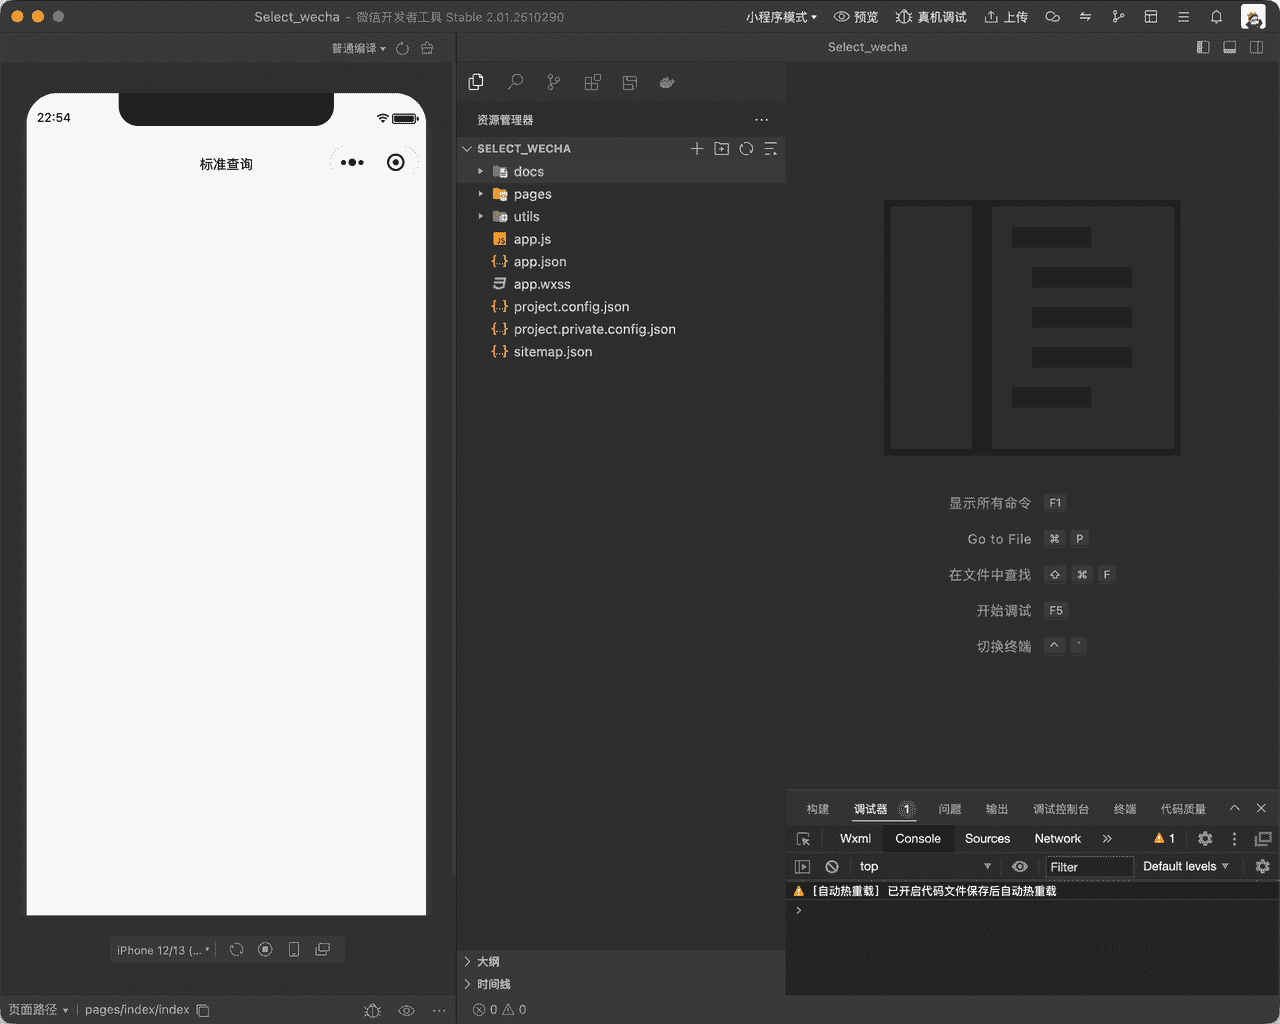 Select_wecha - 微信开发者工具 Stable 2.01.2610290
小程序模式 预览 真机调试 上传
普通编译
Select_wecha
22:54
标准查询
资源管理器
SELECT_WECHA
docs
pages
utils
app.js
app.json
app.wxss
project.config.json
project.private.config.json
sitemap.json
显示所有命令 F1
Go to File ⌘ P
在文件中查找 ⇧ ⌘ F
开始调试 F5
切换终端 ^ `
构建 调试器 1 问题 输出 调试控制台 终端 代码质量
Wxml Console Sources Network » 1
top Filter Default levels
[自动热重载] 已开启代码文件保存后自动热重载
>
iPhone 12/13 (...
大纲
时间线
页面路径 pages/index/index
0 0